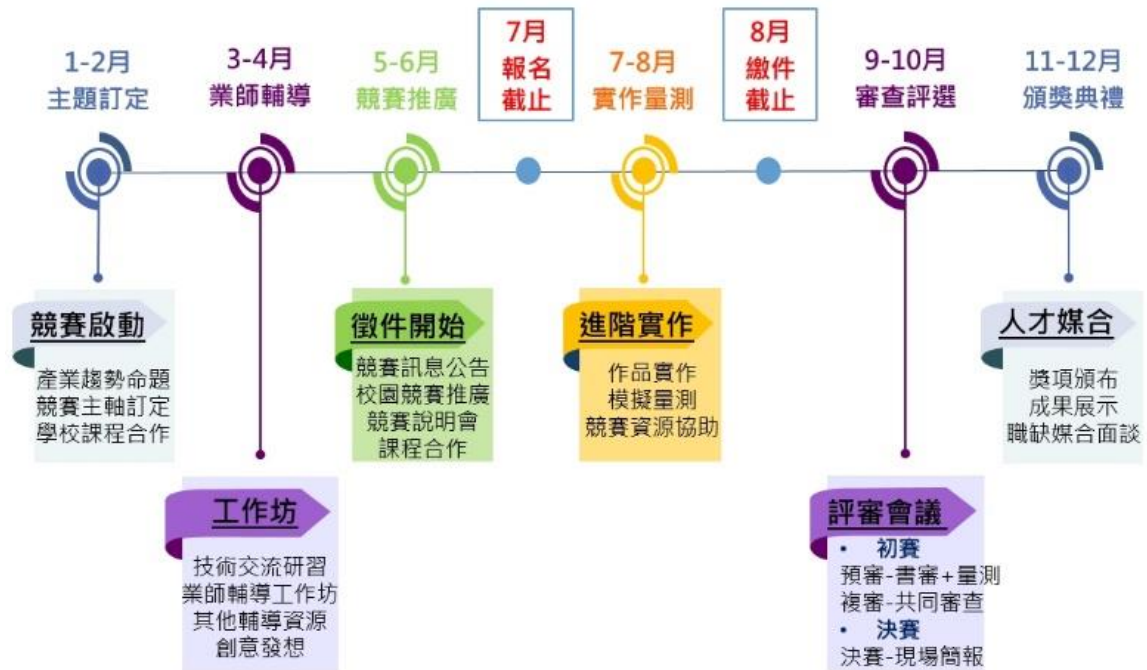 1-2月
主題訂定
3-4月
業師輔導
5-6月
競賽推廣
7月
報名
截止
7-8月
實作量測
8月
繳件
截止
9-10月
審查評選
11-12月
頒獎典禮
競賽啟動
產業趨勢命題
競賽主軸訂定
學校課程合作
工作坊
技術交流研習
業師輔導工作坊
其他輔導資源
創意發想
徵件開始
競賽訊息公告
校園競賽推廣
競賽說明會
課程合作
進階實作
作品實作
模擬量測
競賽資源協助
評審會議
• 初賽
預審-書審+量測
複審-共同審查
• 決賽
決賽-現場簡報
人才媒合
獎項頒布
成果展示
職缺媒合面談